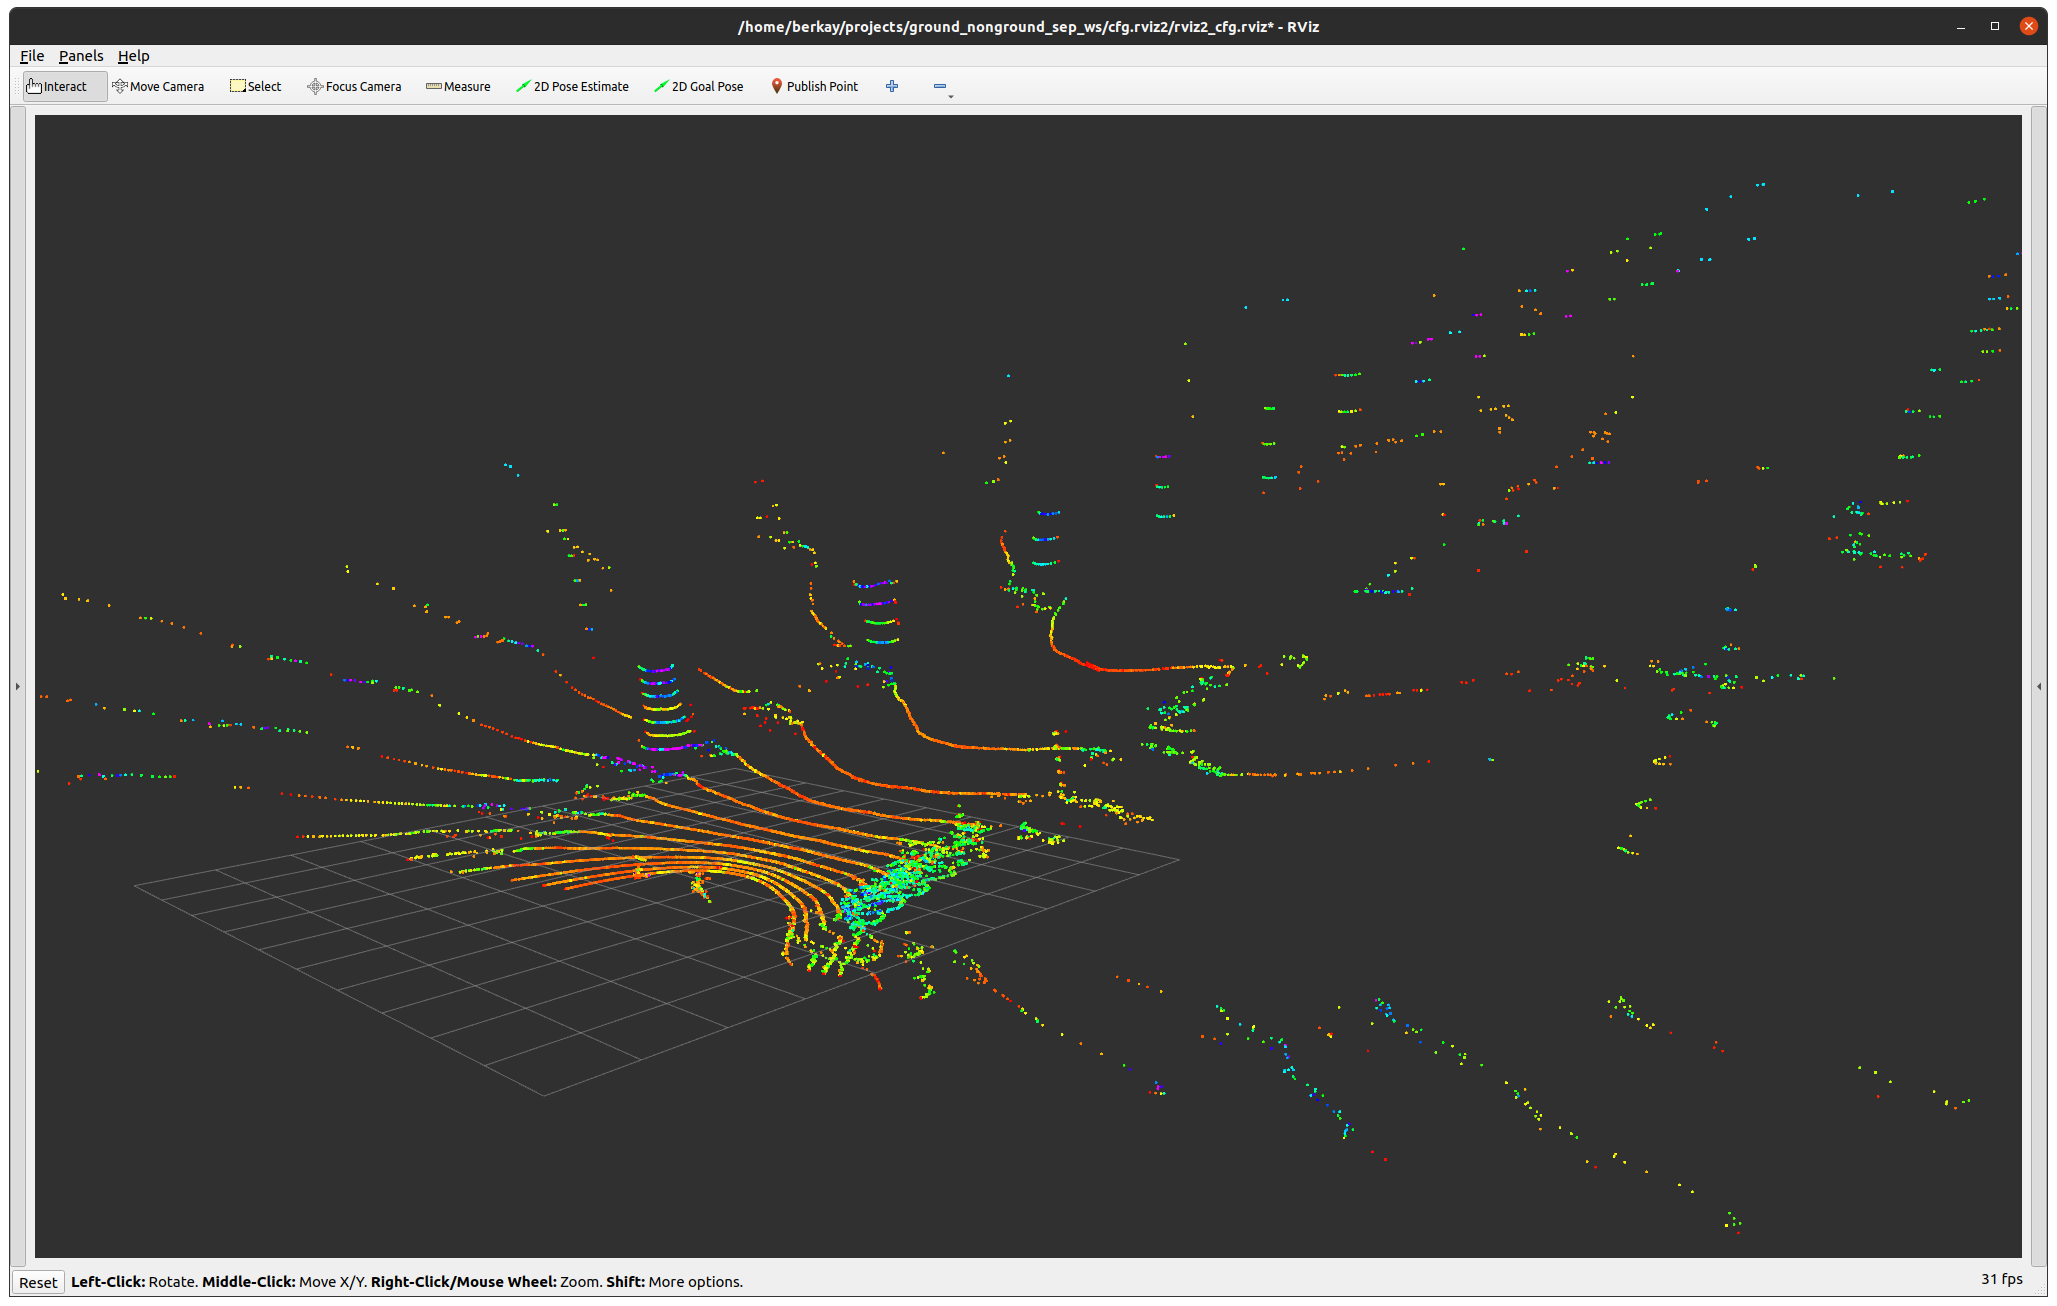 /home/berkay/projects/ground_nonground_sep_ws/cfg.rviz2/rviz2_cfg.rviz* - RViz
File Panels Help
Interact Move Camera Select Focus Camera Measure 2D Pose Estimate 2D Goal Pose Publish Point
Reset Left-Click: Rotate. Middle-Click: Move X/Y. Right-Click/Mouse Wheel: Zoom. Shift: More options. 31 fps